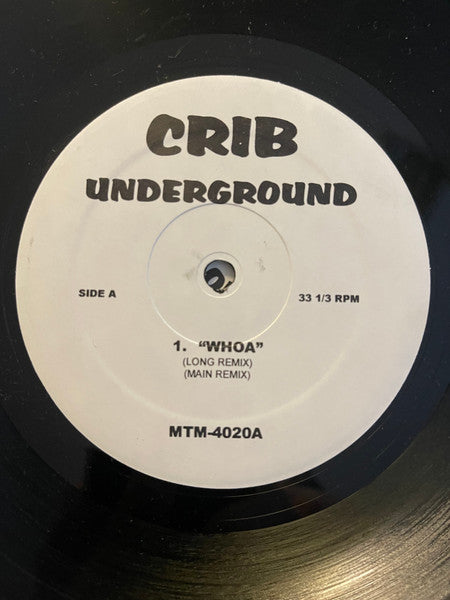 CRIB
UNDERGROUND
SIDE A
33 1/3 RPM
1. "WHOA"
(LONG REMIX)
(MAIN REMIX)
MTM-4020A